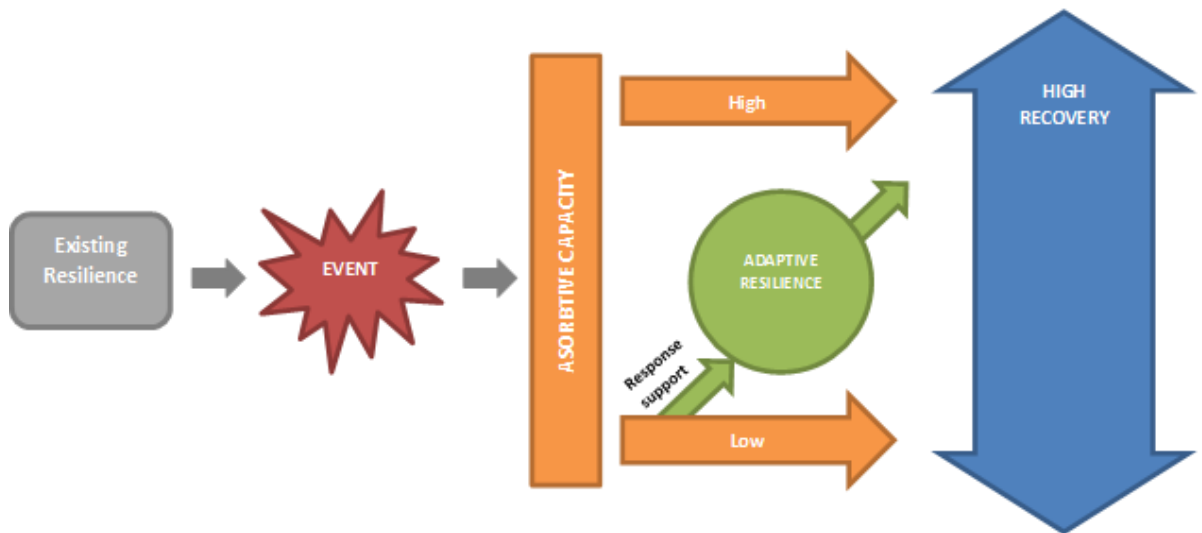 Existing
Resilience
EVENT
ASORBTIVE CAPACITY
High
ADAPTIVE
RESILIENCE
Response
support
Low
HIGH
RECOVERY